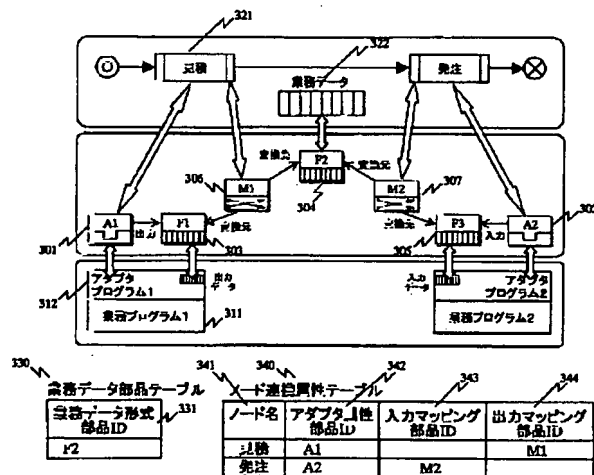 321
322
見積
発注
業務データ
変換先
F2
変換先
306
M1
304
M2
307
301
A1
出力
F1
303
変換元
変換元
305
F3
入力
A2
302
312
アダプタ
プログラム1
出力
データ
業務プログラム1
311
入力
データ
アダプタ
プログラム2
業務プログラム2
330
業務データ部品テーブル
業務データ形式
部品ID
331
F2
341
340
342
343
344
ノード連携属性テーブル
ノード名
アダプタ属性
部品ID
入力マッピング
部品ID
出力マッピング
部品ID
見積 A1 M1
発注 A2 M2